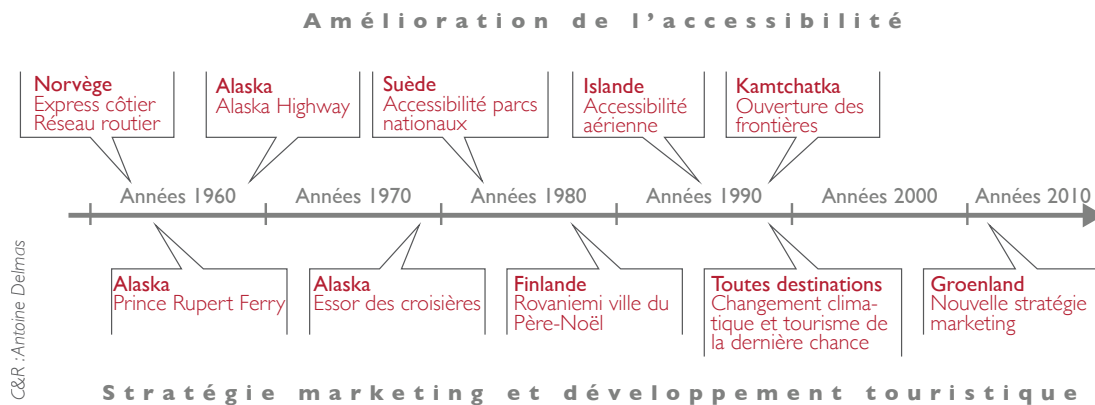 Amélioration de l'accessibilité
Norvège
Express côtier
Réseau routier
Alaska
Alaska Highway
Suède
Accessibilité parcs
nationaux
Islande
Accessibilité
aérienne
Kamtchatka
Ouverture des
frontières
Années 1960
Années 1970
Années 1980
Années 1990
Années 2000
Années 2010
Alaska
Prince Rupert Ferry
Alaska
Essor des croisières
Finlande
Rovaniemi ville du
Père-Noël
Toutes destinations
Changement clima-
tique et tourisme de
la dernière chance
Groenland
Nouvelle stratégie
marketing
Stratégie marketing et développement touristique
C&R : Antoine Delmas